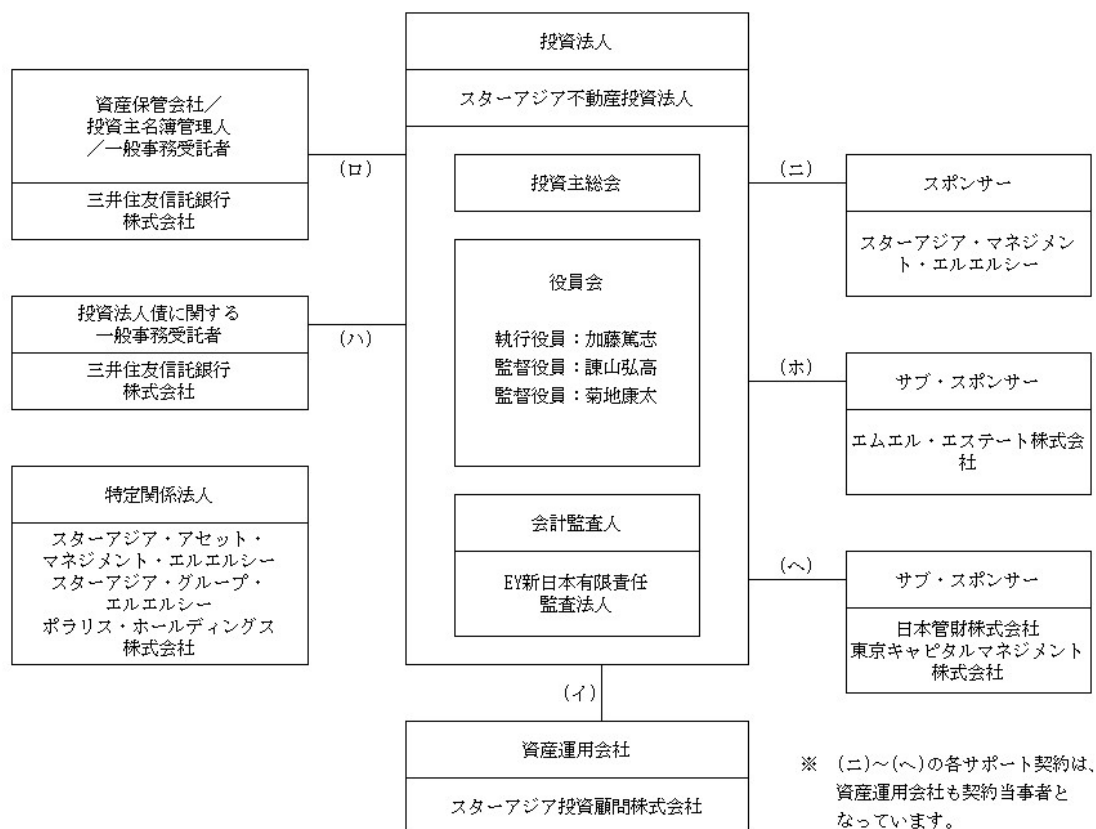 投資法人
スターアジア不動産投資法人
資産保管会社／
投資主名簿管理人
／一般事務受託者
三井住友信託銀行
株式会社
(ロ)
投資主総会
(ニ)
スポンサー
スターアジア・マネジメン
ト・エルエルシー
投資法人債に関する
一般事務受託者
三井住友信託銀行
株式会社
(ハ)
役員会
執行役員：加藤篤志
監督役員：諌山弘高
監督役員：菊地康太
(ホ)
サブ・スポンサー
エムエル・エステート株式会
社
特定関係法人
スターアジア・アセット・
マネジメント・エルエルシー
スターアジア・グループ・
エルエルシー
ポラリス・ホールディングス
株式会社
会計監査人
EY新日本有限責任
監査法人
(ヘ)
サブ・スポンサー
日本管財株式会社
東京キャピタルマネジメント
株式会社
(イ)
資産運用会社
スターアジア投資顧問株式会社
※　(ニ)～(ヘ)の各サポート契約は、
資産運用会社も契約当事者と
なっています。